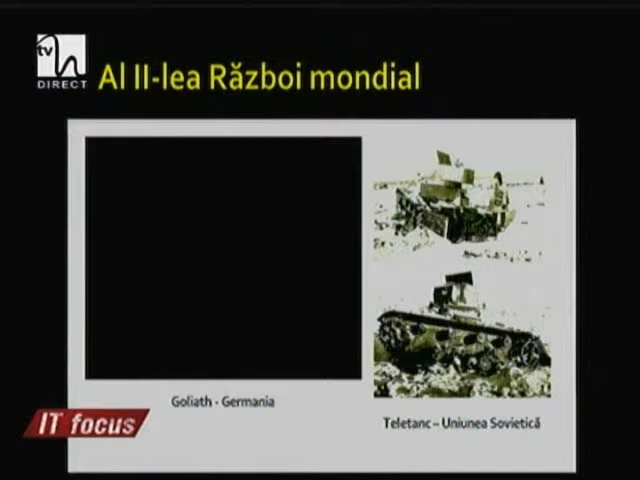 tv
DIRECT
Al II-lea Război mondial
Goliath - Germania
Teletanc – Uniunea Sovietică
IT focus